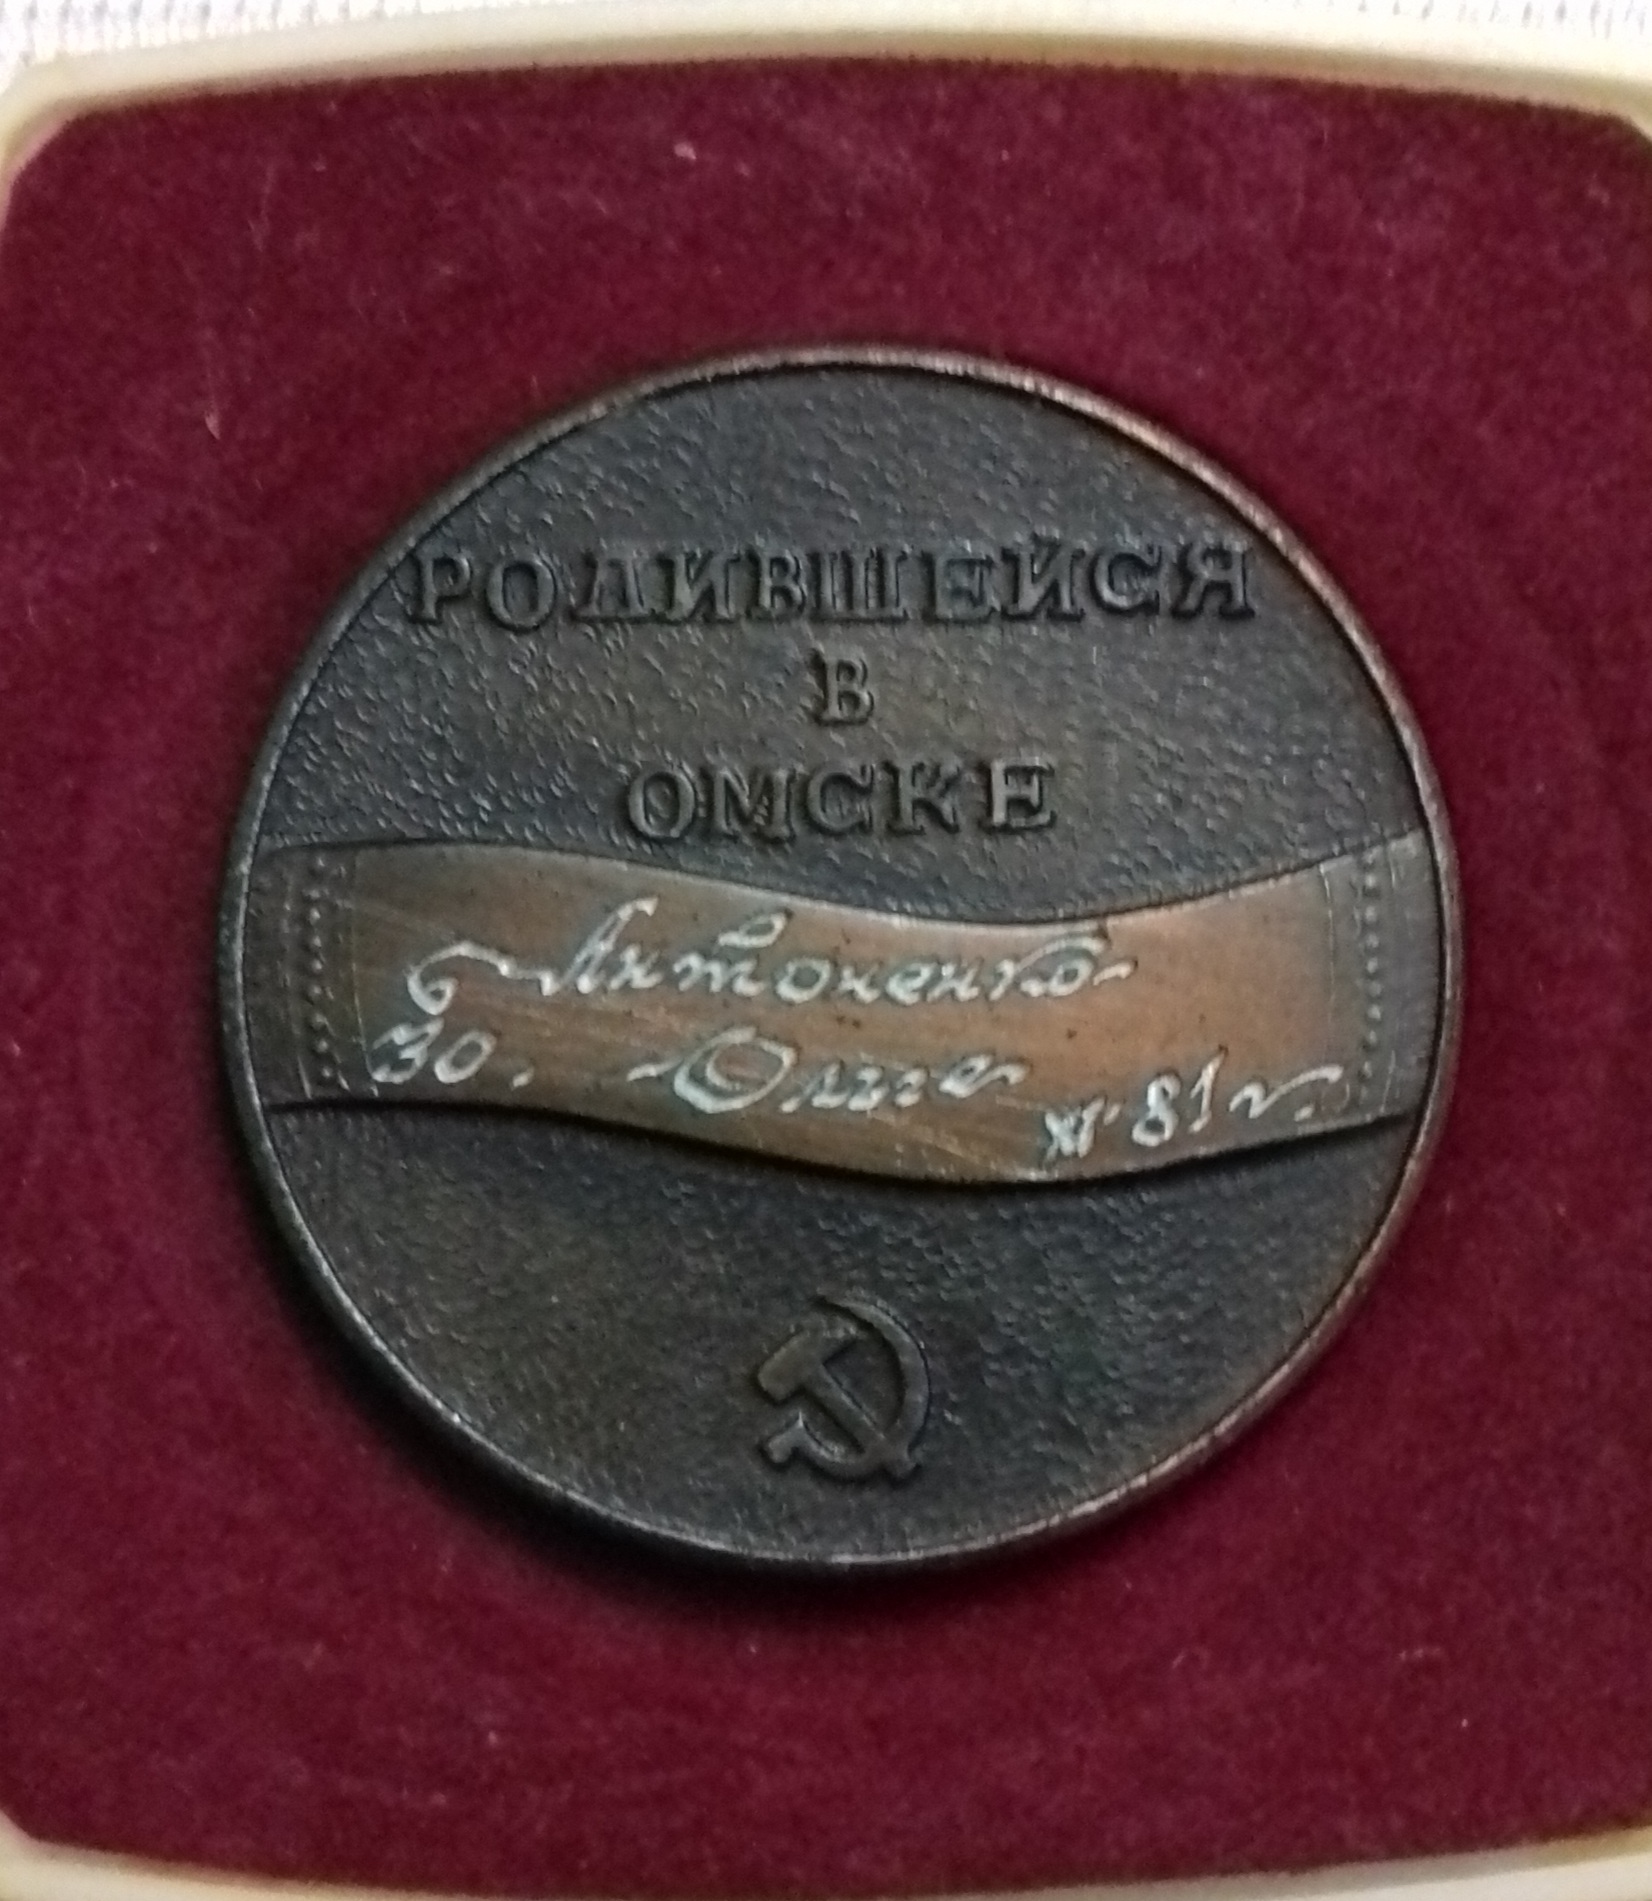 РОДИВШЕЙСЯ
В
ОМСКЕ
Антоненко
30. Ольге XI 81 г.